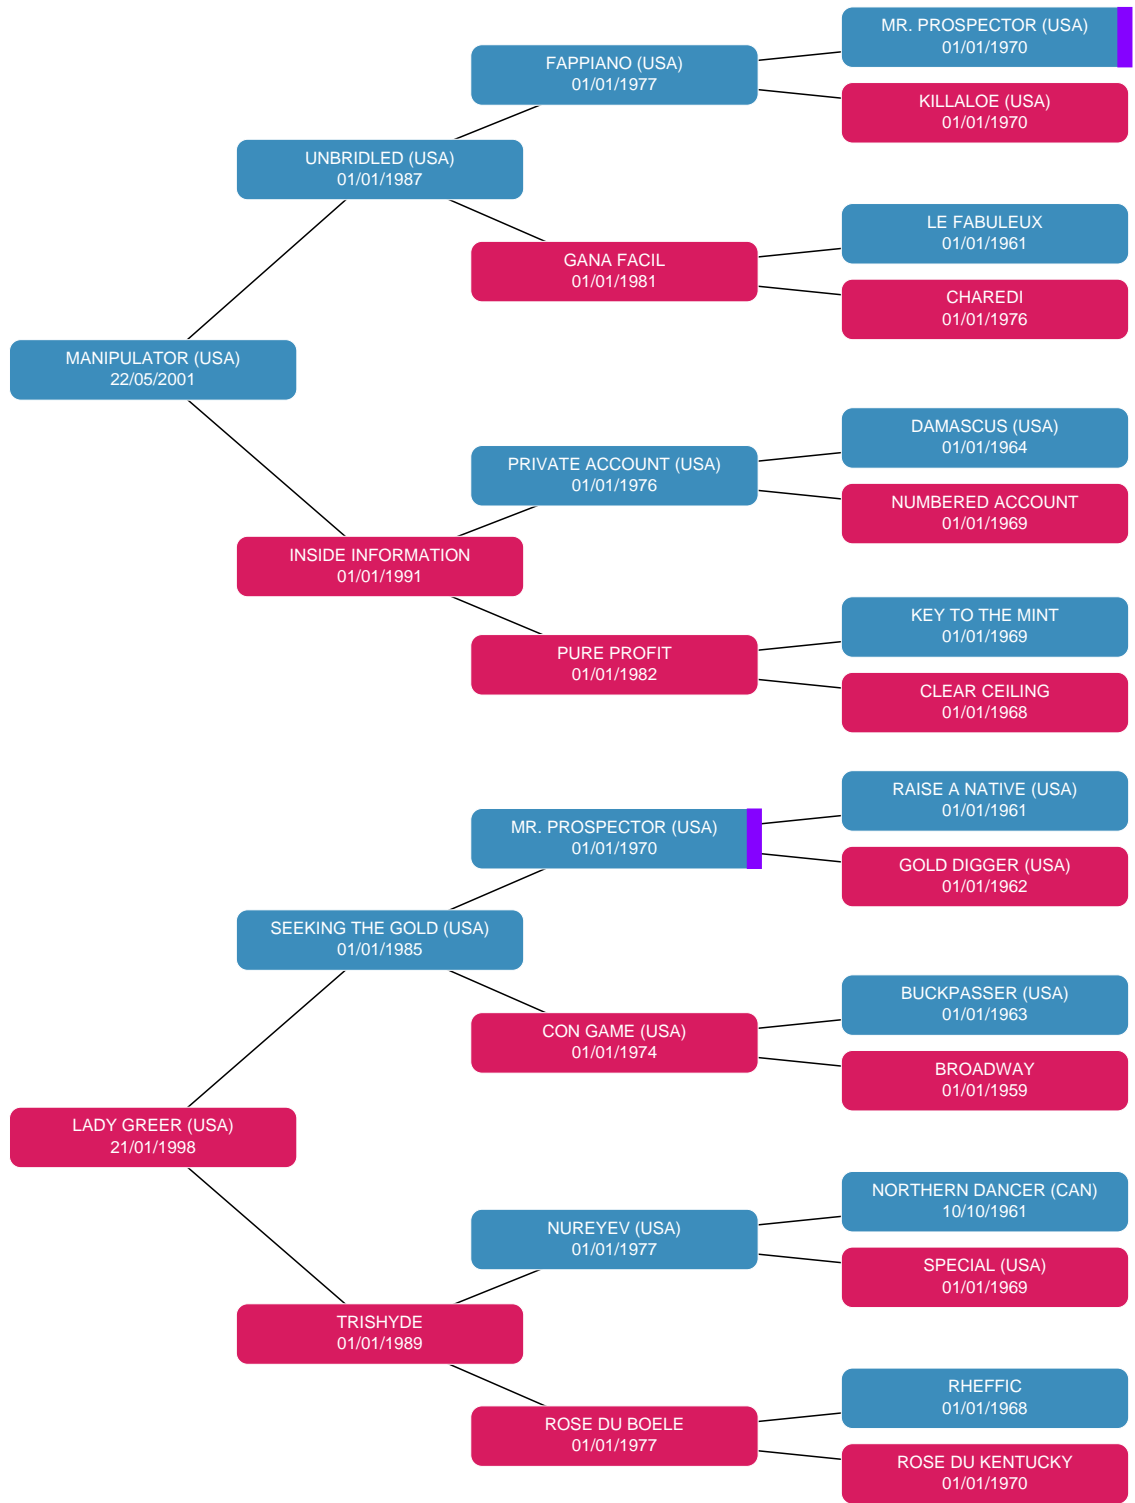 MR. PROSPECTOR (USA)
01/01/1970
FAPPIANO (USA)
01/01/1977
KILLALOE (USA)
01/01/1970
UNBRIDLED (USA)
01/01/1987
LE FABULEUX
01/01/1961
GANA FACIL
01/01/1981
CHAREDI
01/01/1976
MANIPULATOR (USA)
22/05/2001
DAMASCUS (USA)
01/01/1964
PRIVATE ACCOUNT (USA)
01/01/1976
NUMBERED ACCOUNT
01/01/1969
INSIDE INFORMATION
01/01/1991
KEY TO THE MINT
01/01/1969
PURE PROFIT
01/01/1982
CLEAR CEILING
01/01/1968
RAISE A NATIVE (USA)
01/01/1961
MR. PROSPECTOR (USA)
01/01/1970
GOLD DIGGER (USA)
01/01/1962
SEEKING THE GOLD (USA)
01/01/1985
BUCKPASSER (USA)
01/01/1963
CON GAME (USA)
01/01/1974
BROADWAY
01/01/1959
LADY GREER (USA)
21/01/1998
NORTHERN DANCER (CAN)
10/10/1961
NUREYEV (USA)
01/01/1977
SPECIAL (USA)
01/01/1969
TRISHYDE
01/01/1989
RHEFFIC
01/01/1968
ROSE DU BOELE
01/01/1977
ROSE DU KENTUCKY
01/01/1970